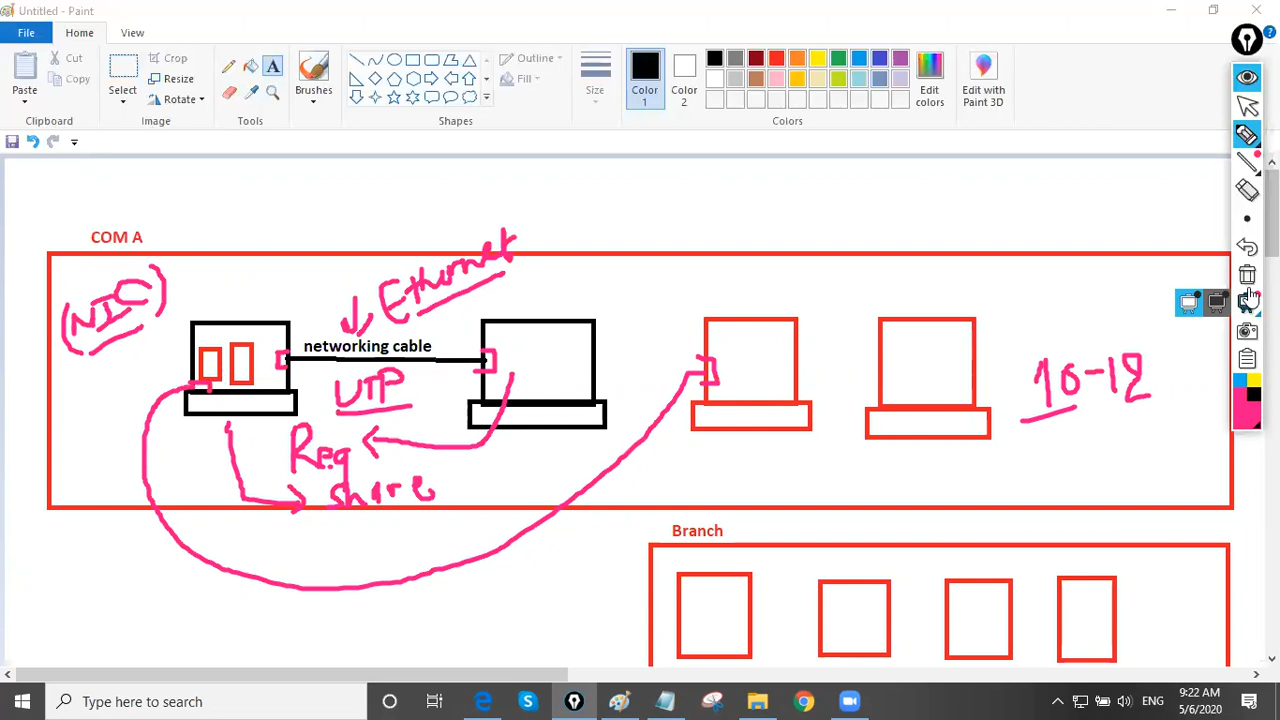 Untitled - Paint
File
Home
View
Cut
Copy
Paste
Clipboard
Select
Crop
Resize
Rotate
Image
A
Tools
Brushes
Outline
Fill
Shapes
Size
Color
1
Color
2
Edit
colors
Edit with
Paint 3D
Colors
COM A
(NIC)
Ethernet
networking cable
UTP
Req
share
10-12
Branch
Type here to search
ENG
9:22 AM
5/6/2020